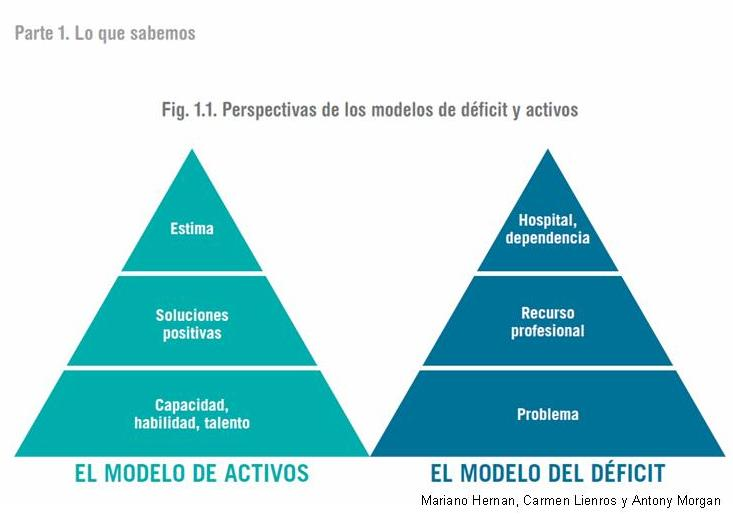 Parte 1. Lo que sabemos
Fig. 1.1. Perspectivas de los modelos de déficit y activos
Estima
Soluciones
positivas
Capacidad,
habilidad, talento
EL MODELO DE ACTIVOS
Hospital,
dependencia
Recurso
profesional
Problema
EL MODELO DEL DÉFICIT
Mariano Hernan, Carmen Lienros y Antony Morgan